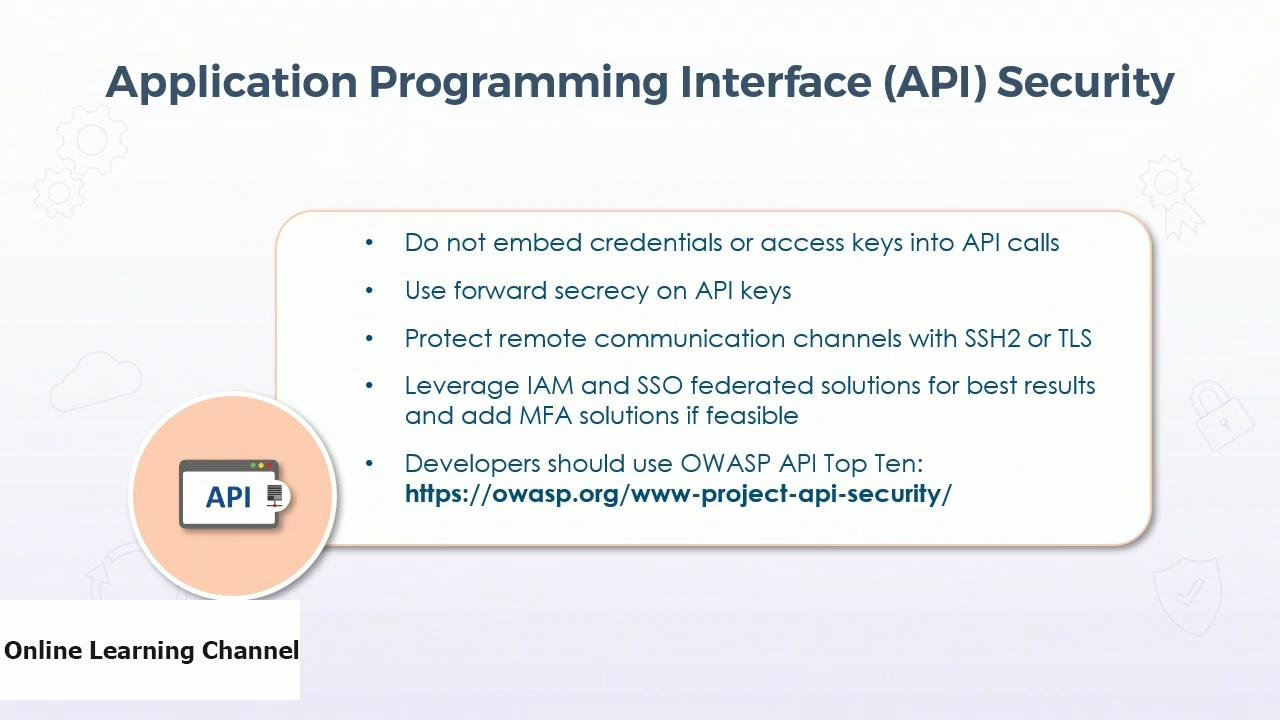 Application Programming Interface (API) Security
• Do not embed credentials or access keys into API calls
• Use forward secrecy on API keys
• Protect remote communication channels with SSH2 or TLS
• Leverage IAM and SSO federated solutions for best results
and add MFA solutions if feasible
• Developers should use OWASP API Top Ten:
https://owasp.org/www-project-api-security/
API
Online Learning Channel